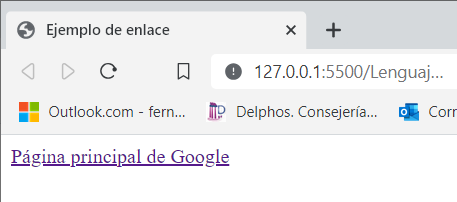 Ejemplo de enlace
127.0.0.1:5500/Lenguaj...
Outlook.com - fern... Delphos. Consejería... Corr
Página principal de Google